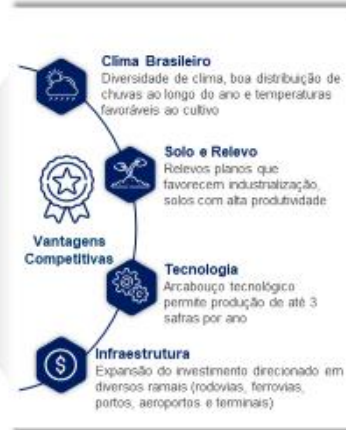 Clima Brasileiro
Diversidade de clima, boa distribuição de
chuvas ao longo do ano e temperaturas
favoráveis ao cultivo
Solo e Relevo
Relevos planos que
favorecem industrialização,
solos com alta produtividade
Vantagens
Competitivas
Tecnologia
Arcabouço tecnológico
permite produção de até 3
safras por ano
$
Infraestrutura
Expansão do investimento direcionado em
diversos ramais (rodovias, ferrovias,
portos, aeroportos e terminais)